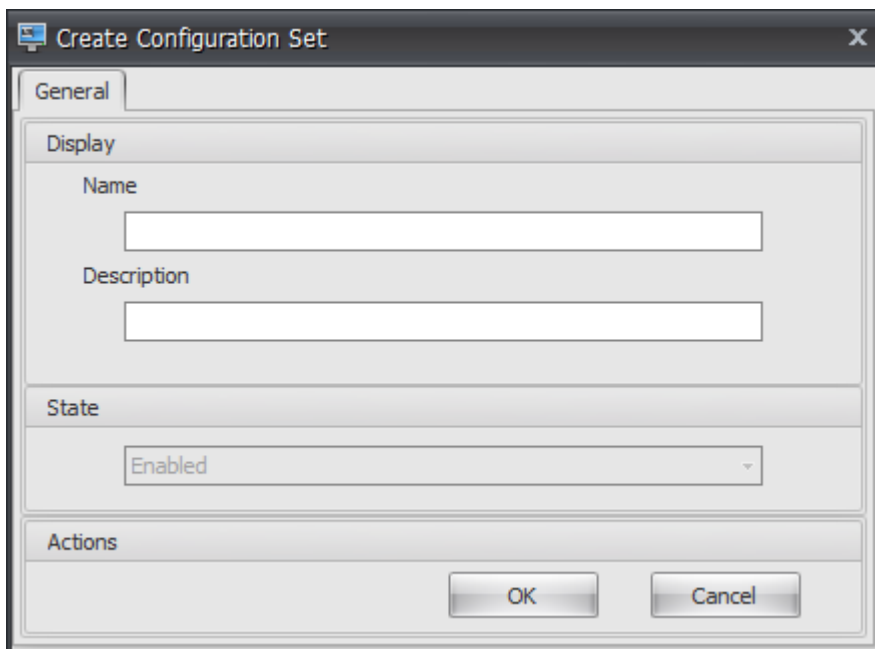 Create Configuration Set
General
Display
Name
Description
State
Enabled
Actions
OK Cancel